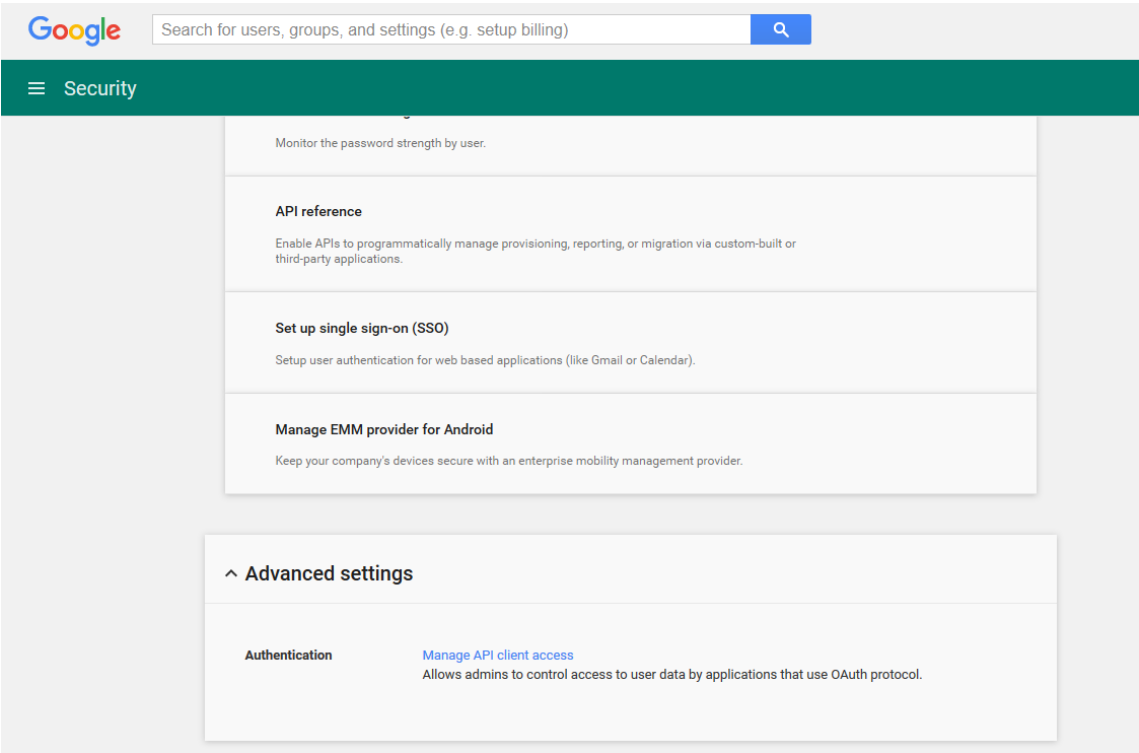 Google
Search for users, groups, and settings (e.g. setup billing)
Security
Monitor the password strength by user.
API reference
Enable APIs to programmatically manage provisioning, reporting, or migration via custom-built or
third-party applications.
Set up single sign-on (SSO)
Setup user authentication for web based applications (like Gmail or Calendar).
Manage EMM provider for Android
Keep your company's devices secure with an enterprise mobility management provider.
Advanced settings
Authentication
Manage API client access
Allows admins to control access to user data by applications that use OAuth protocol.